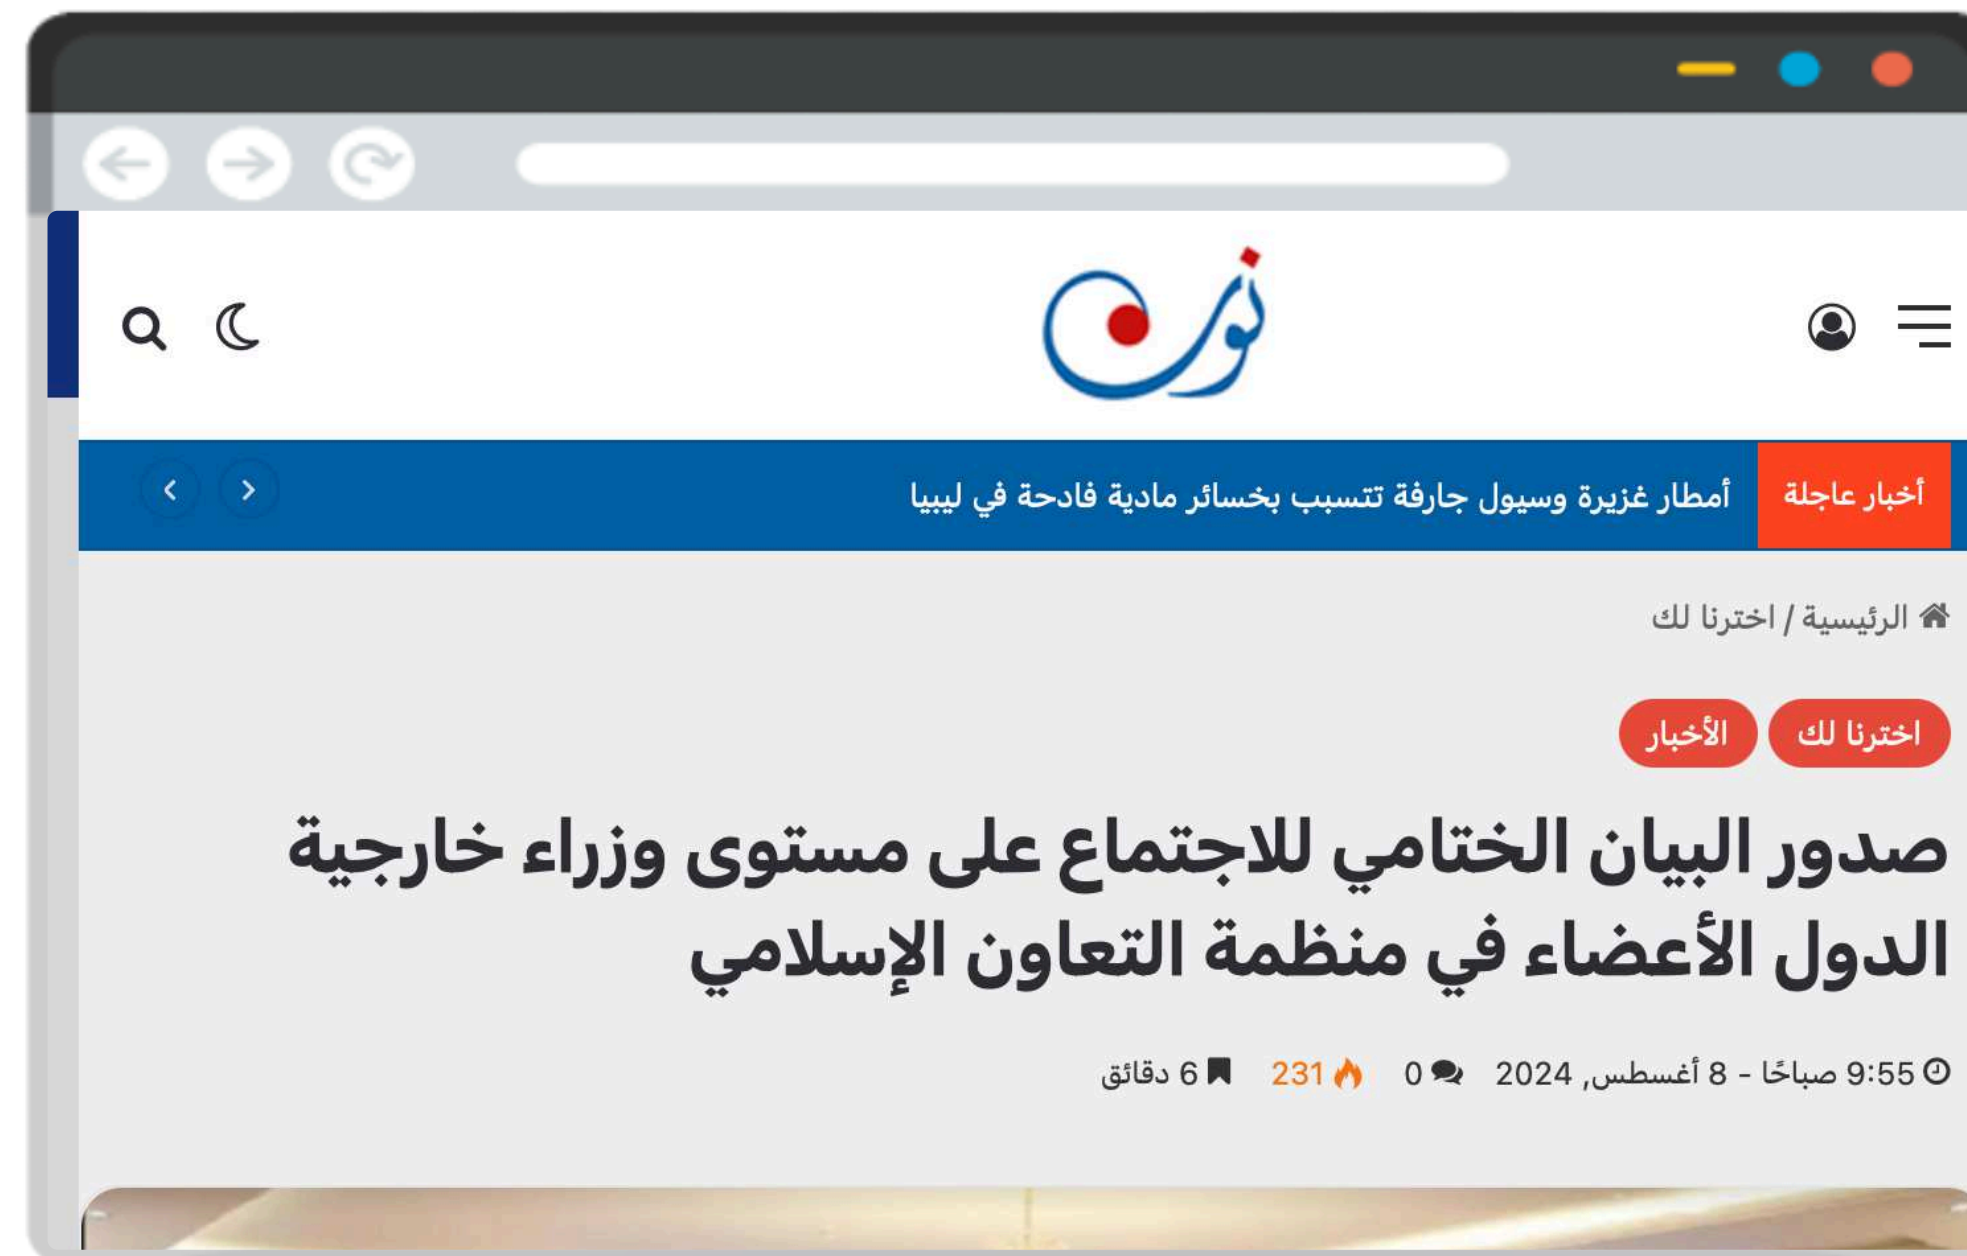 نون
أخبار عاجلة أمطار غزيرة وسيول جارفة تتسبب بخسائر مادية فادحة في ليبيا
الرئيسية / اخترنا لك
اخترنا لك الأخبار
صدور البيان الختامي للاجتماع على مستوى وزراء خارجية
الدول الأعضاء في منظمة التعاون الإسلامي
9:55 صباحًا - 8 أغسطس, 2024 0 231 6 دقائق